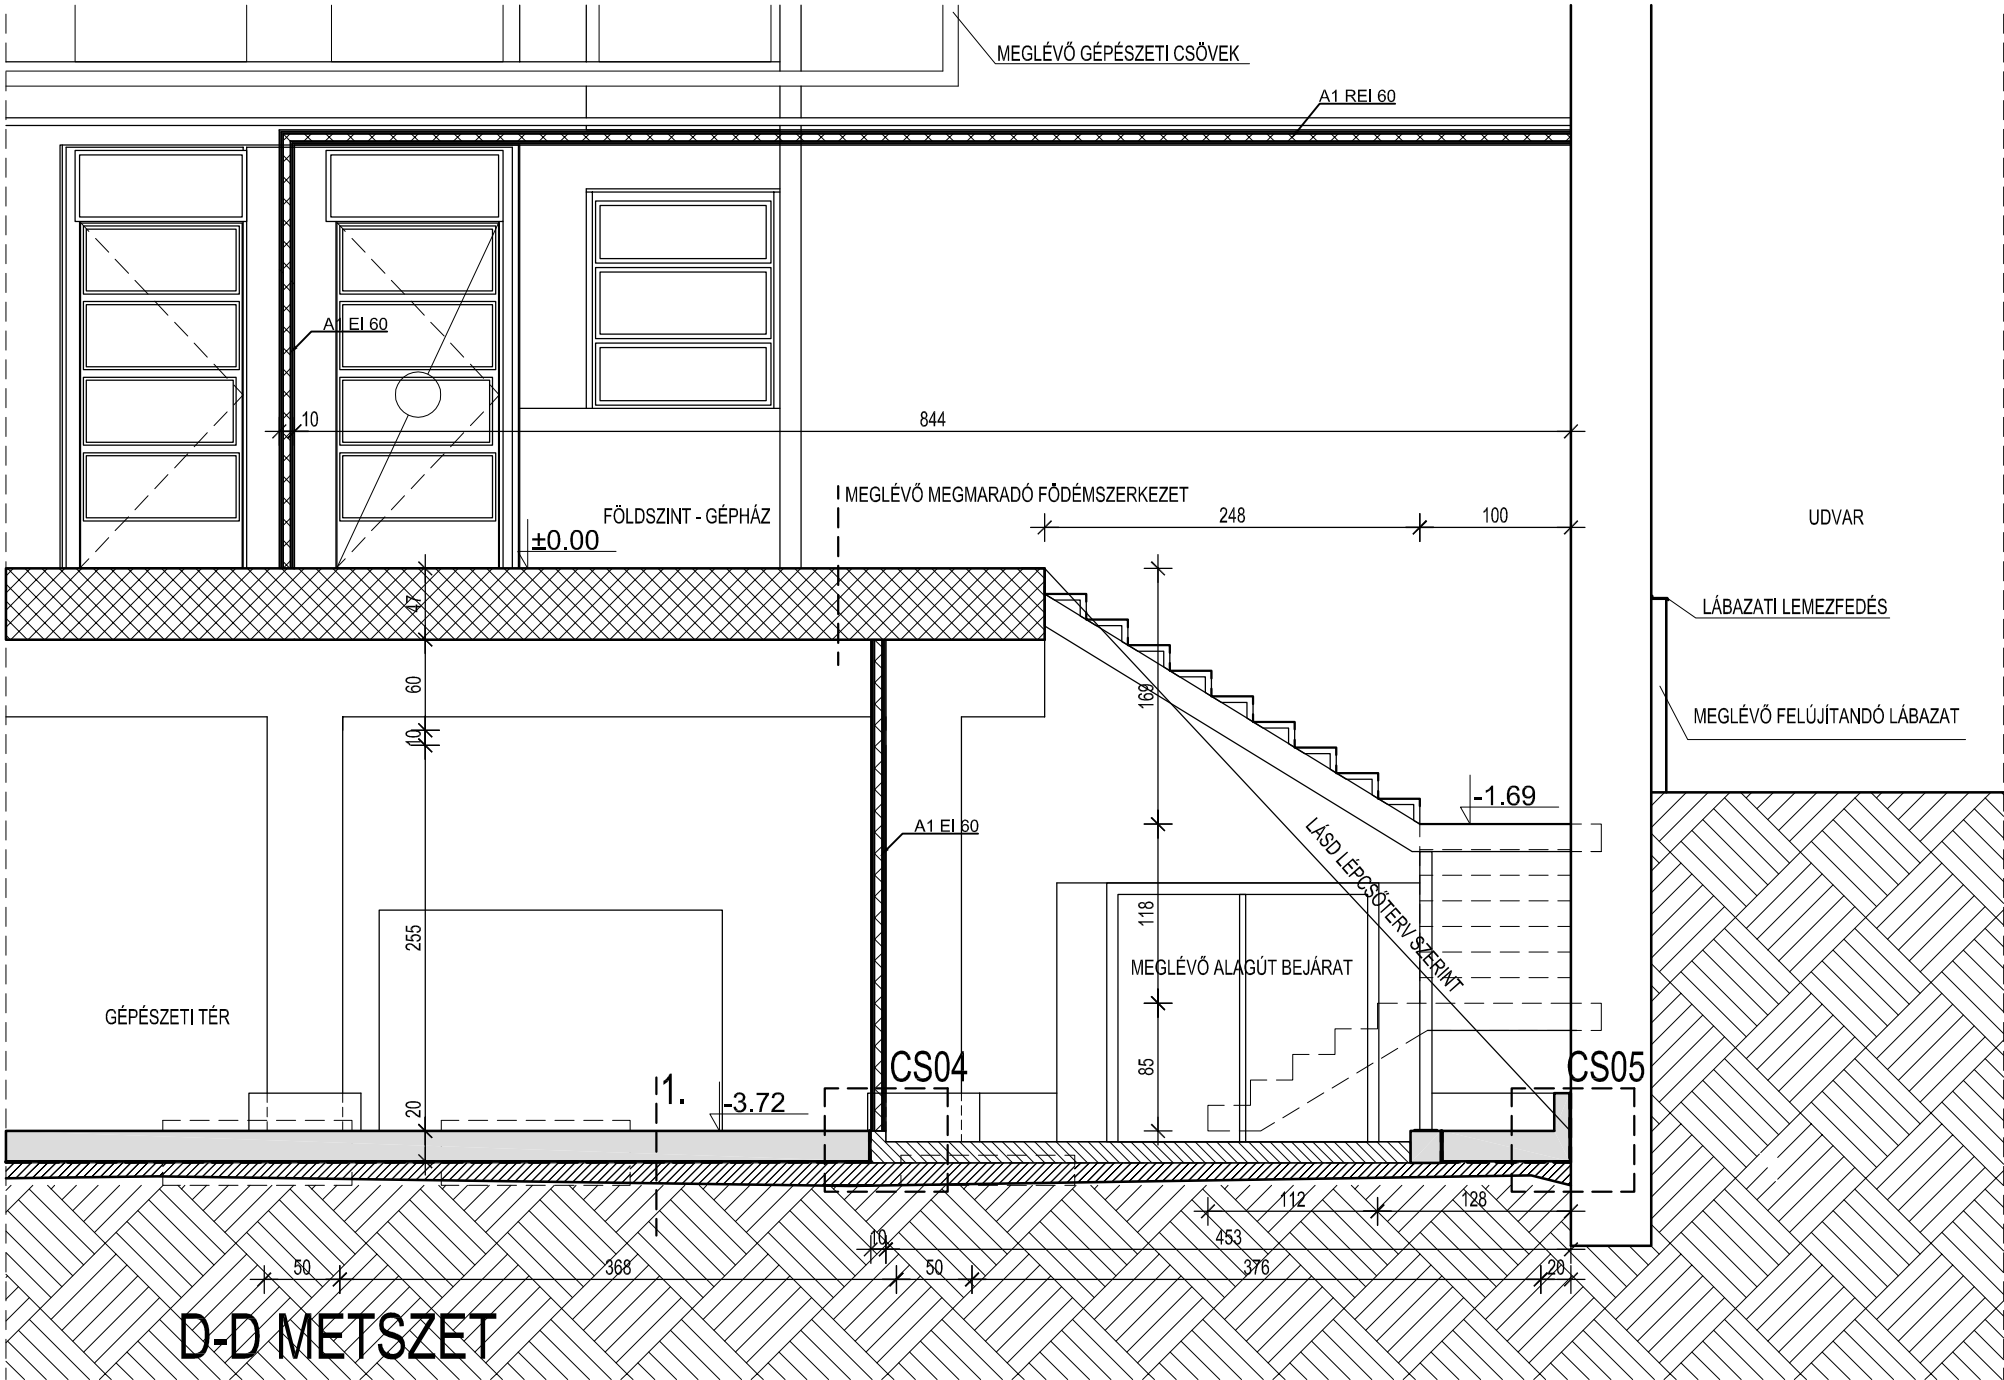 MEGLÉVŐ GÉPÉSZETI CSÖVEK
A1 REI 60
A1 EI 60
10
844
MEGLÉVŐ MEGMARADÓ FÖDÉMSZERKEZET
FÖLDSZINT - GÉPHÁZ
248
100
UDVAR
±0.00
47
LÁBAZATI LEMEZFEDÉS
60
169
MEGLÉVŐ FELÚJÍTANDÓ LÁBAZAT
10
-1.69
A1 EI 60
LÁSD LÉPCSŐTERV SZERINT
118
255
MEGLÉVŐ ALAGÚT BEJÁRAT
GÉPÉSZETI TÉR
CS04
CS05
85
1.
-3.72
20
112
128
10
453
50
368
50
376
20
D-D METSZET